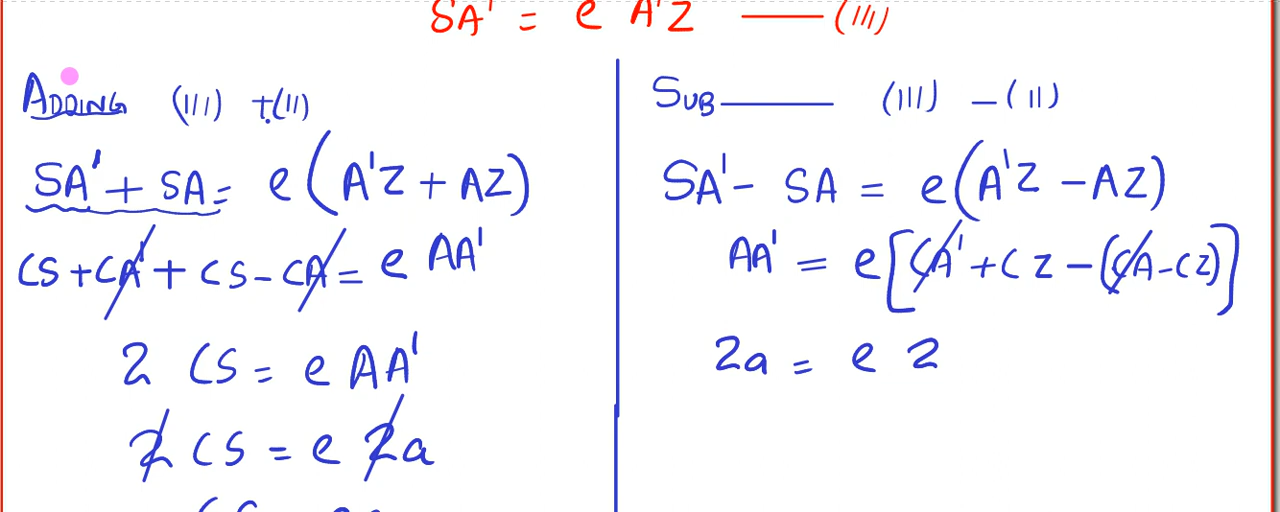 SA' = e A'Z —— (III)
ADDING (III) + (II)
SA' + SA = e(A'Z + AZ)
CS + CA' + CS - CA = e AA'
2 CS = e AA'
2 CS = e 2a
SUB —— (III) - (II)
SA' - SA = e(A'Z - AZ)
AA' = e[CA' + CZ - (CA - CZ)]
2a = e 2